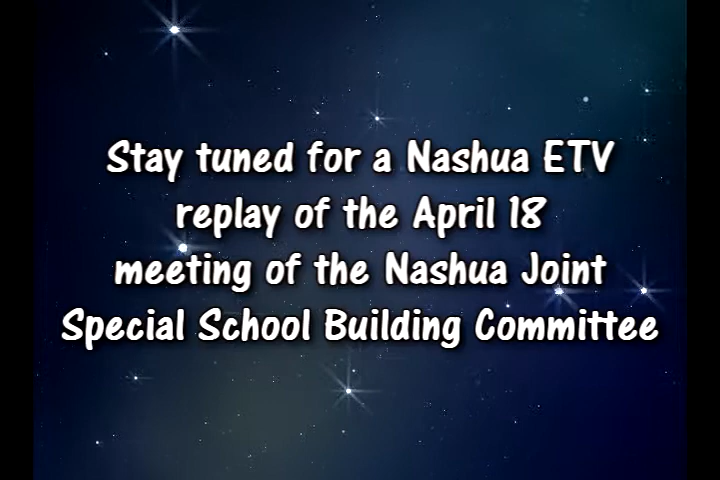 Stay tuned for a Nashua ETV
replay of the April 18
meeting of the Nashua Joint
Special School Building Committee